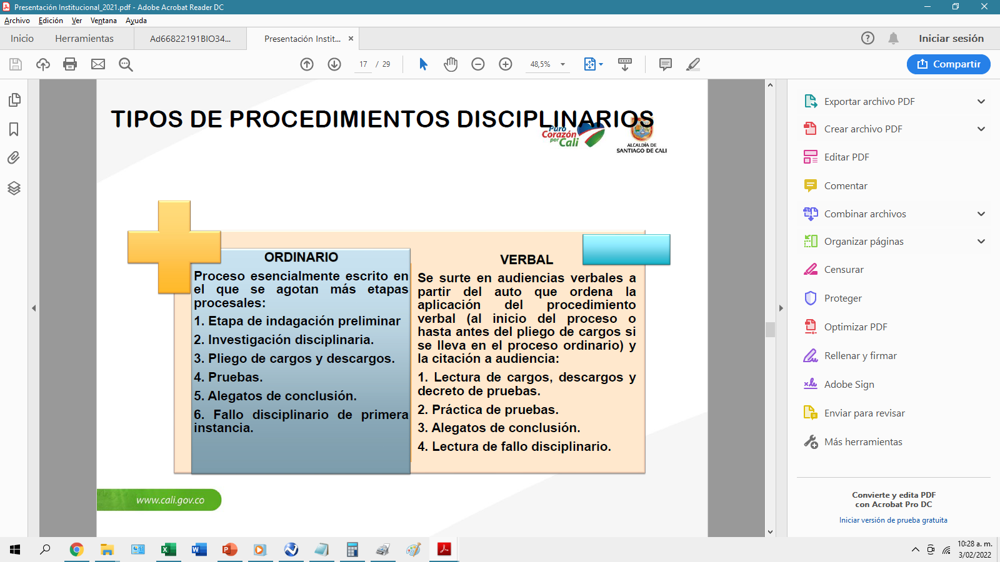 Presentación Institucional_2021.pdf - Adobe Acrobat Reader DC
Archivo Edición Ver Ventana Ayuda
Inicio Herramientas Ad66822191BIO34... Presentación Instit... Iniciar sesión
17 / 29 48,5% Compartir
TIPOS DE PROCEDIMIENTOS DISCIPLINARIOS
Puro
Corazón
por Cali
ALCALDÍA DE
SANTIAGO DE CALI
ORDINARIO
Proceso esencialmente escrito en
el que se agotan más etapas
procesales:
1. Etapa de indagación preliminar
2. Investigación disciplinaria.
3. Pliego de cargos y descargos.
4. Pruebas.
5. Alegatos de conclusión.
6. Fallo disciplinario de primera
instancia.
VERBAL
Se surte en audiencias verbales a
partir del auto que ordena la
aplicación del procedimiento
verbal (al inicio del proceso o
hasta antes del pliego de cargos si
se lleva en el proceso ordinario) y
la citación a audiencia:
1. Lectura de cargos, descargos y
decreto de pruebas.
2. Práctica de pruebas.
3. Alegatos de conclusión.
4. Lectura de fallo disciplinario.
www.cali.gov.co
Exportar archivo PDF
Crear archivo PDF
Editar PDF
Comentar
Combinar archivos
Organizar páginas
Censurar
Proteger
Optimizar PDF
Rellenar y firmar
Adobe Sign
Enviar para revisar
Más herramientas
Convierte y edita PDF
con Acrobat Pro DC
Iniciar versión de prueba gratuita
10:28 a. m.
3/02/2022